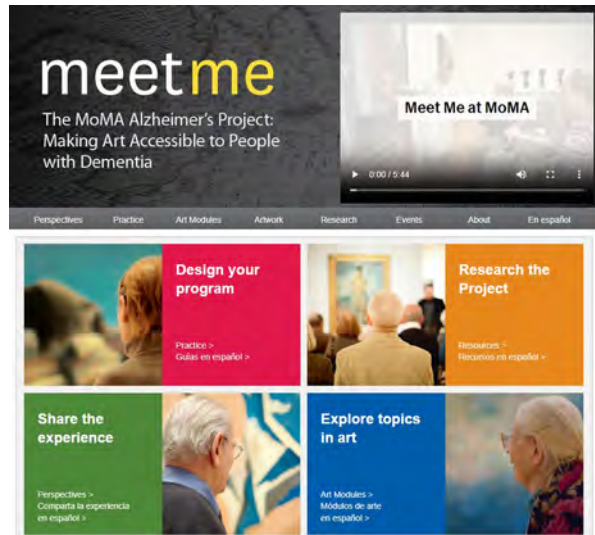 meetme
The MoMA Alzheimer's Project:
Making Art Accessible to People
with Dementia
Meet Me at MoMA
0:00 / 5:44
Perspectives Practice Art Modules Artwork Research Events About En español
Design your
program
Practice >
Guías en español >
Research the
Project
Resources >
Recursos en español >
Share the
experience
Perspectives >
Comparta la experiencia
en español >
Explore topics
in art
Art Modules >
Módulos de arte
en español >